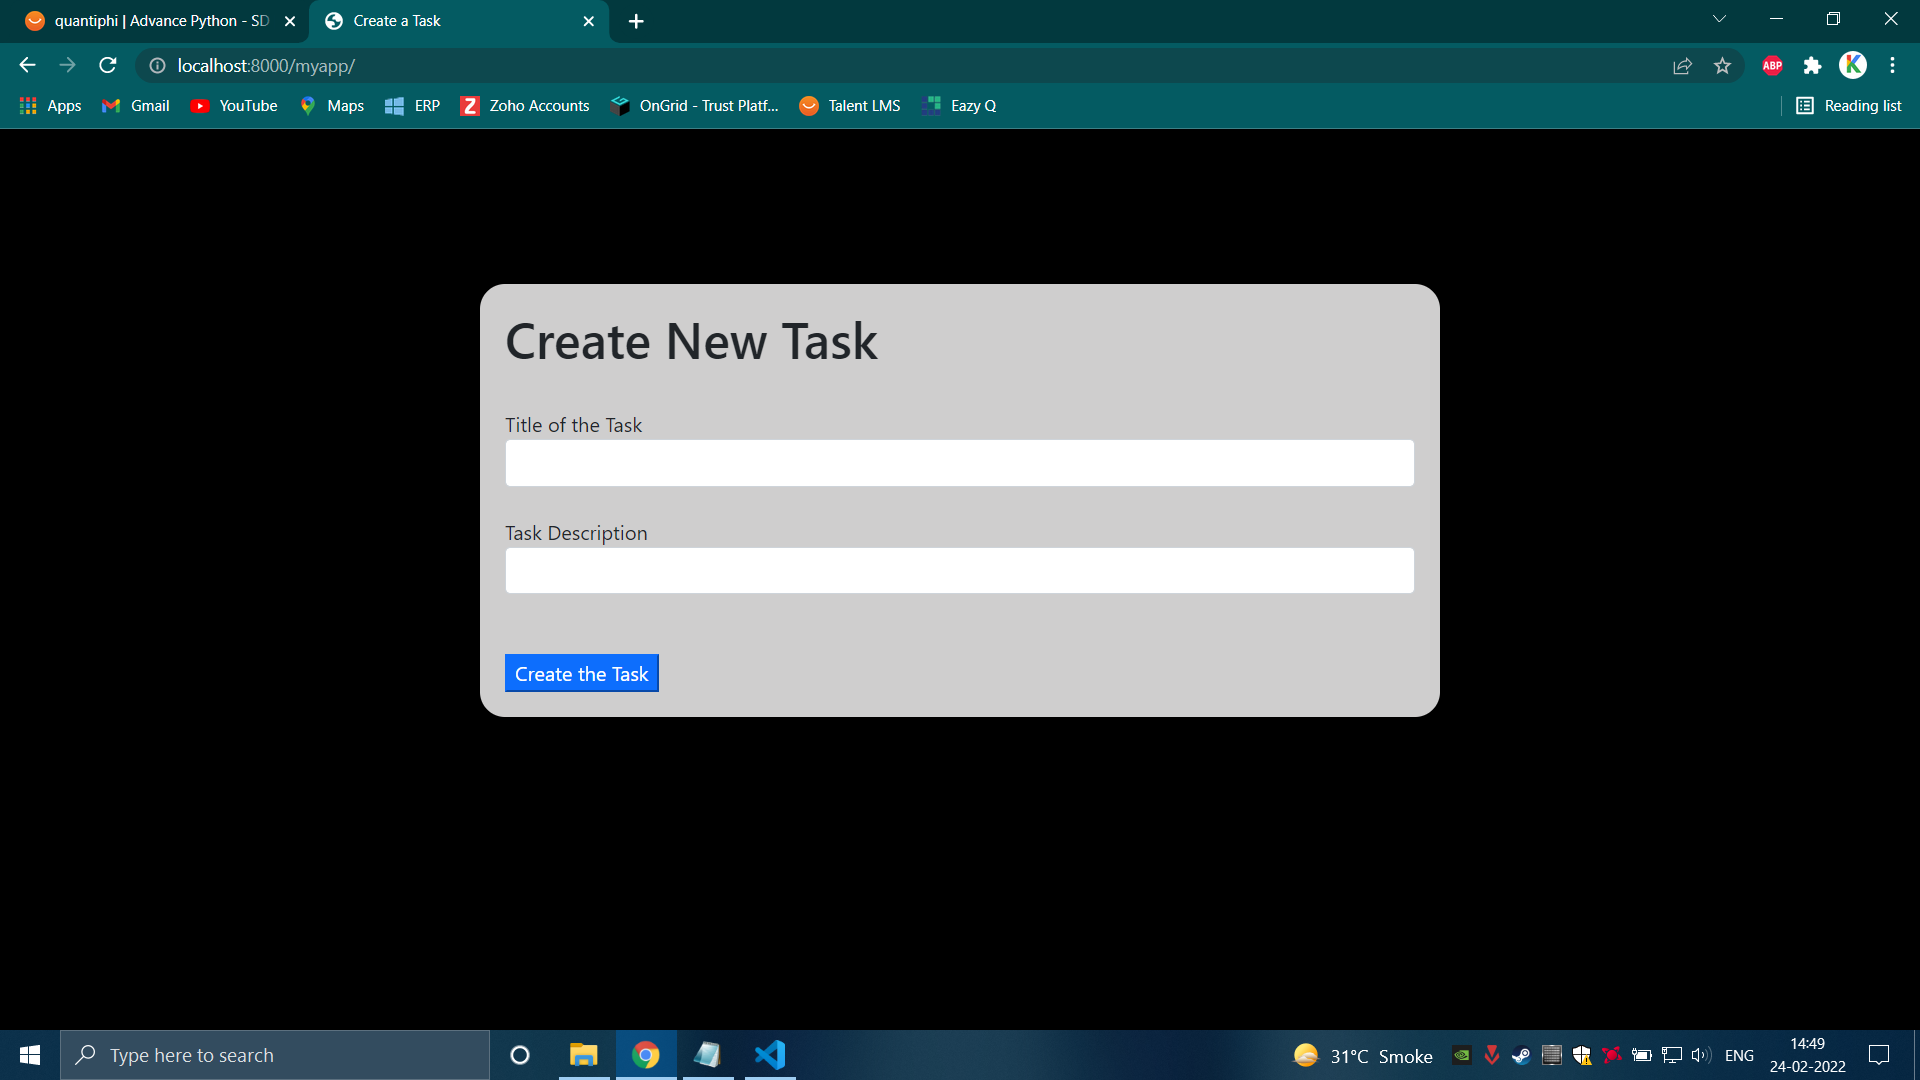 quantiphi | Advance Python - SD
Create a Task
localhost:8000/myapp/
ABP
K
Apps
Gmail
YouTube
Maps
ERP
Z
Zoho Accounts
OnGrid - Trust Platf...
Talent LMS
Eazy Q
Reading list
Create New Task
Title of the Task
Task Description
Create the Task
Type here to search
31°C Smoke
ENG
14:49
24-02-2022